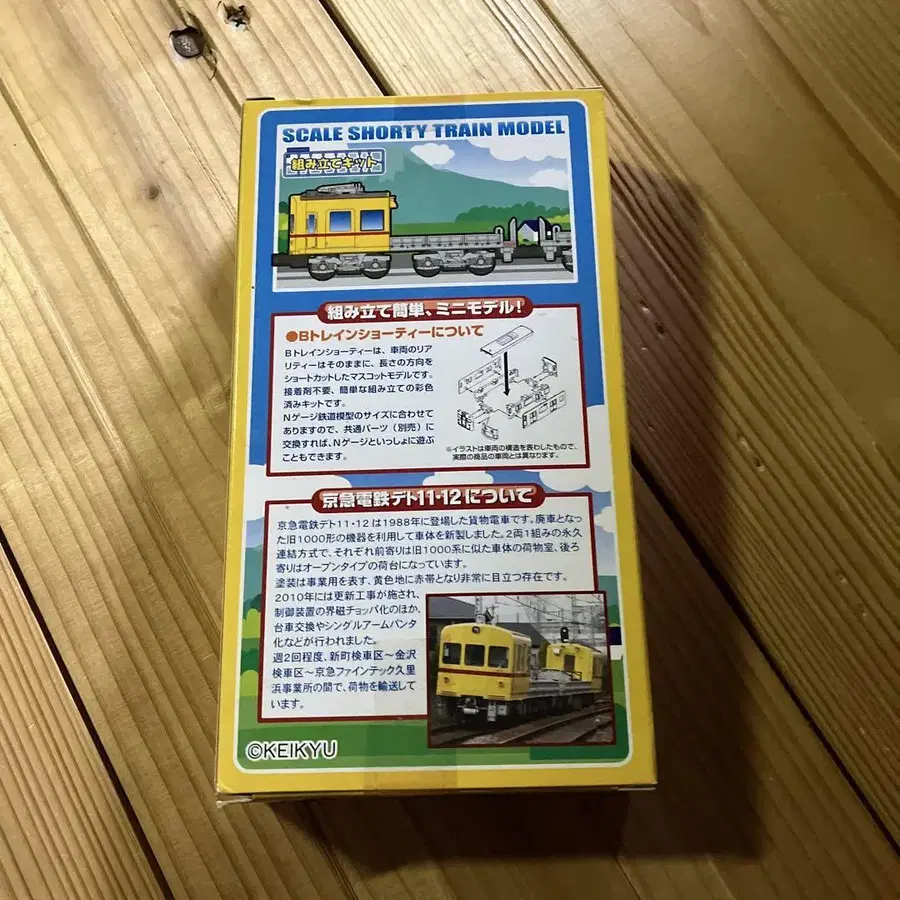 SCALE SHORTY TRAIN MODEL
組み立てキット
組み立て簡単、ミニモデル!
●Bトレインショーティーについて
Bトレインショーティーは、車両のリア
リティーはそのままに、長さの方向を
ショートカットしたマスコットモデルです。
接着剤不要、簡単な組み立ての彩色
済みキットです。
Nゲージ鉄道模型のサイズに合わせて
ありますので、共通パーツ(別売)に
交換すれば、Nゲージといっしょに遊ぶ
こともできます。
※イラストは車両の構造を表わしたもので、
実際の商品の車両とは異なります。
京急電鉄デト11・12について
京急電鉄デト11・12は1988年に登場した貨物電車です。廃車となっ
た旧1000形の機器を利用して車体を新製しました。2両1組みの永久
連結方式で、それぞれ前寄りは旧1000系に似た車体の荷物室、後ろ
寄りはオープンタイプの荷台になっています。
塗装は事業用を表す、黄色地に赤帯となり非常に目立つ存在です。
2010年には更新工事が施され、
制御装置の界磁チョッパ化のほか、
台車交換やシングルアームパンタ
化などが行われました。
週2回程度、新町検車区~金沢
検車区~京急ファインテック久里
浜事業所の間で、荷物を輸送して
います。
©KEIKYU